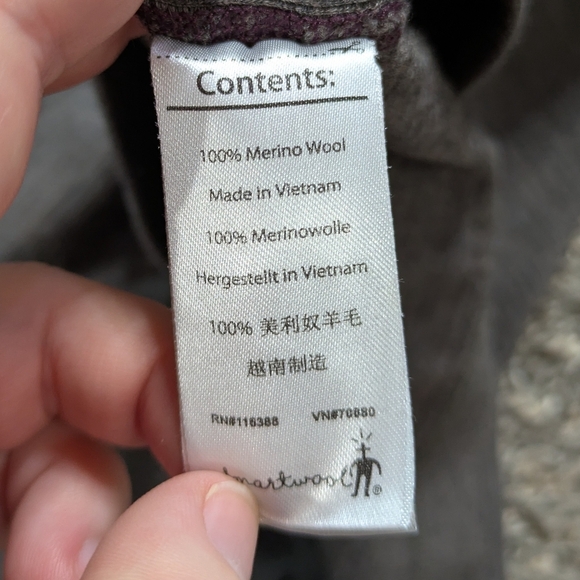 Contents:
100% Merino Wool
Made in Vietnam
100% Merinowolle
Hergestellt in Vietnam
100% 美利奴羊毛
越南制造
RN#116388 VN#70880
smartwool ®